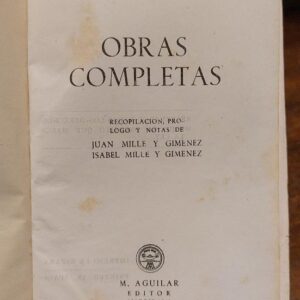 OBRAS
COMPLETAS
RECOPILACION, PRO-
LOGO Y NOTAS DE
JUAN MILLE Y GIMENEZ
ISABEL MILLE Y GIMENEZ
M. AGUILAR
EDITOR